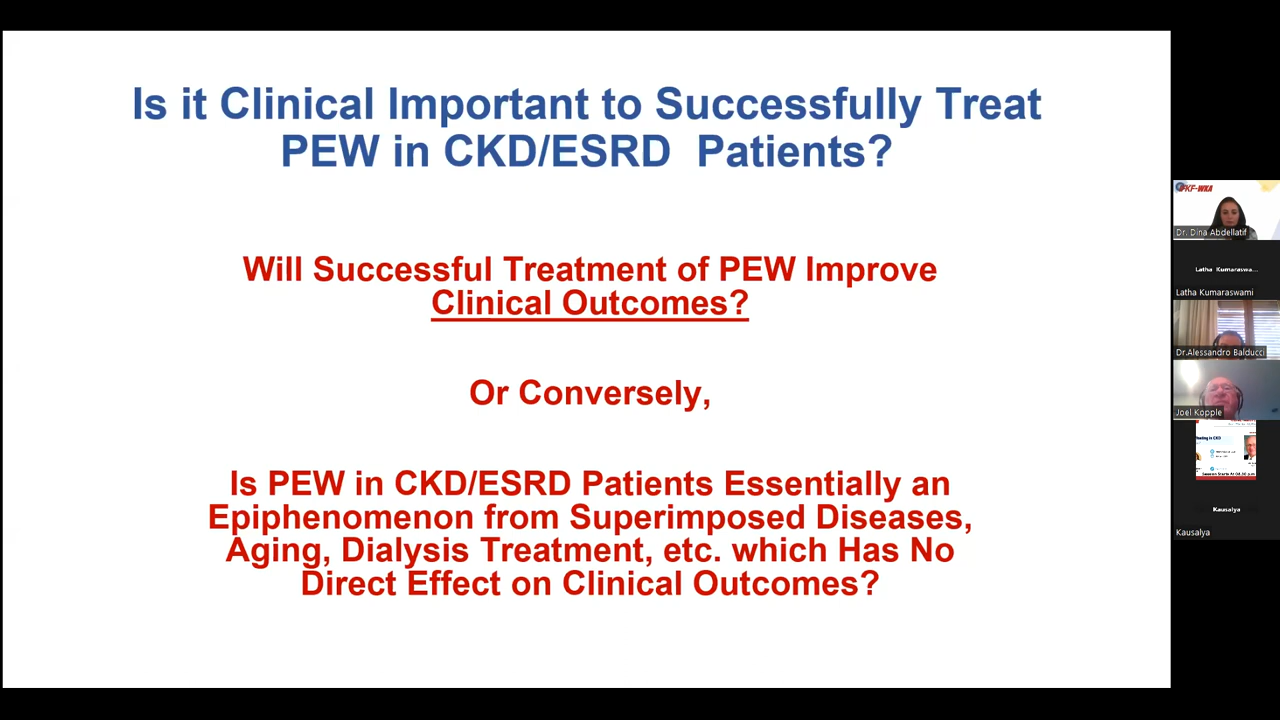 Is it Clinical Important to Successfully Treat
PEW in CKD/ESRD Patients?
Will Successful Treatment of PEW Improve
Clinical Outcomes?
Or Conversely,
Is PEW in CKD/ESRD Patients Essentially an
Epiphenomenon from Superimposed Diseases,
Aging, Dialysis Treatment, etc. which Has No
Direct Effect on Clinical Outcomes?
Dr. Dina Abdellatif
Latha Kumaraswa...
Latha Kumaraswami
Dr.Alessandro Balducci
Joel Kopple
Kausalya
Kausalya